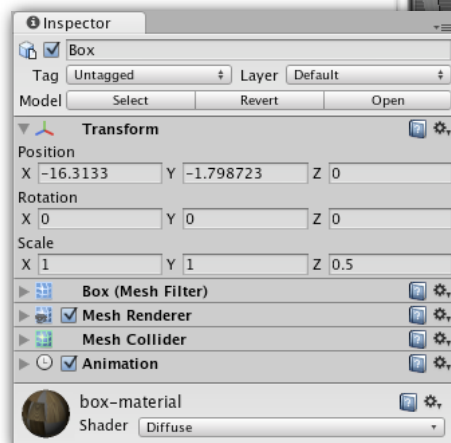 Inspector
Box
Tag Untagged Layer Default
Model Select Revert Open
Transform
Position
X -16.3133 Y -1.798723 Z 0
Rotation
X 0 Y 0 Z 0
Scale
X 1 Y 1 Z 0.5
Box (Mesh Filter)
Mesh Renderer
Mesh Collider
Animation
box-material
Shader Diffuse